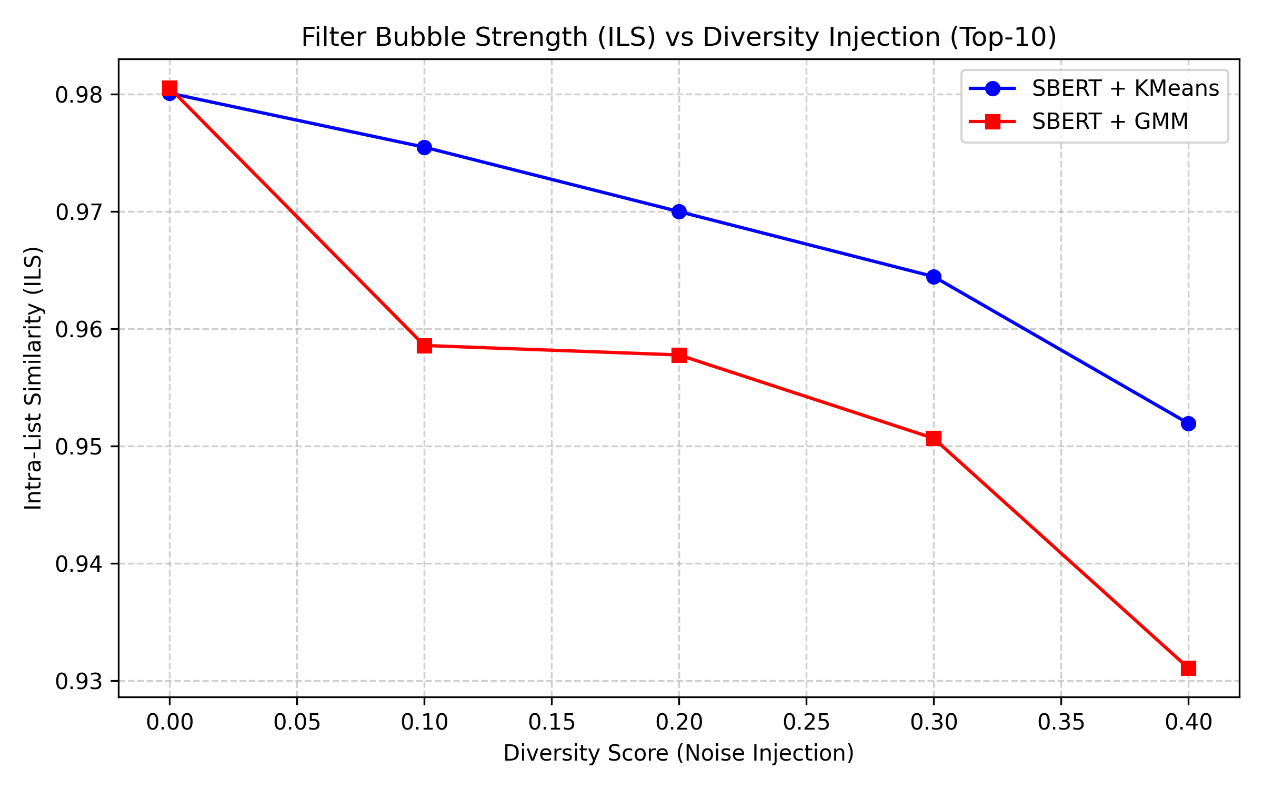 Filter Bubble Strength (ILS) vs Diversity Injection (Top-10)
SBERT + KMeans
SBERT + GMM
Intra-List Similarity (ILS)
0.98
0.97
0.96
0.95
0.94
0.93
0.00 0.05 0.10 0.15 0.20 0.25 0.30 0.35 0.40
Diversity Score (Noise Injection)